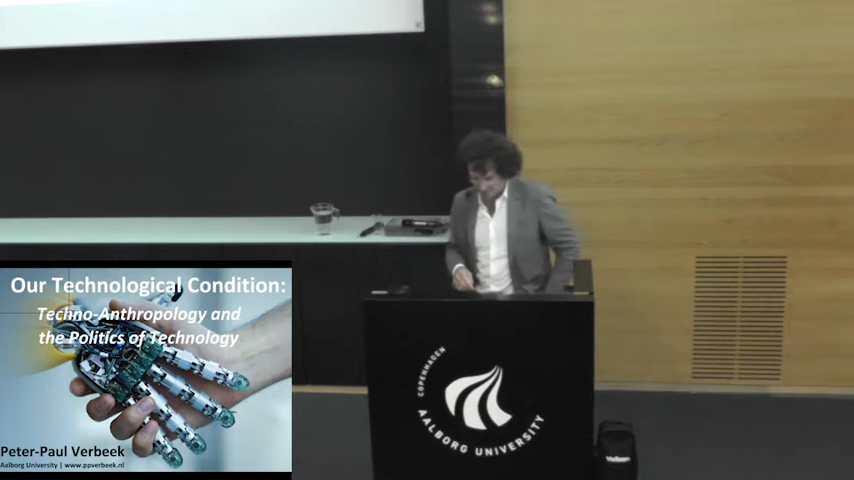 Our Technological Condition:
Techno-Anthropology and
the Politics of Technology
Peter-Paul Verbeek
Aalborg University | www.ppverbeek.nl
COPENHAGEN
AALBORG UNIVERSITY
Velbon